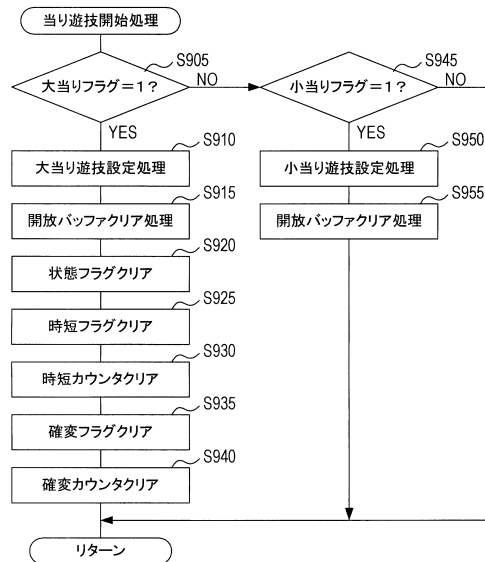 当り遊技開始処理
S905
大当りフラグ=1?
NO
YES
S910
大当り遊技設定処理
S915
開放バッファクリア処理
S920
状態フラグクリア
S925
時短フラグクリア
S930
時短カウンタクリア
S935
確変フラグクリア
S940
確変カウンタクリア
リターン
S945
小当りフラグ=1?
NO
YES
S950
小当り遊技設定処理
S955
開放バッファクリア処理